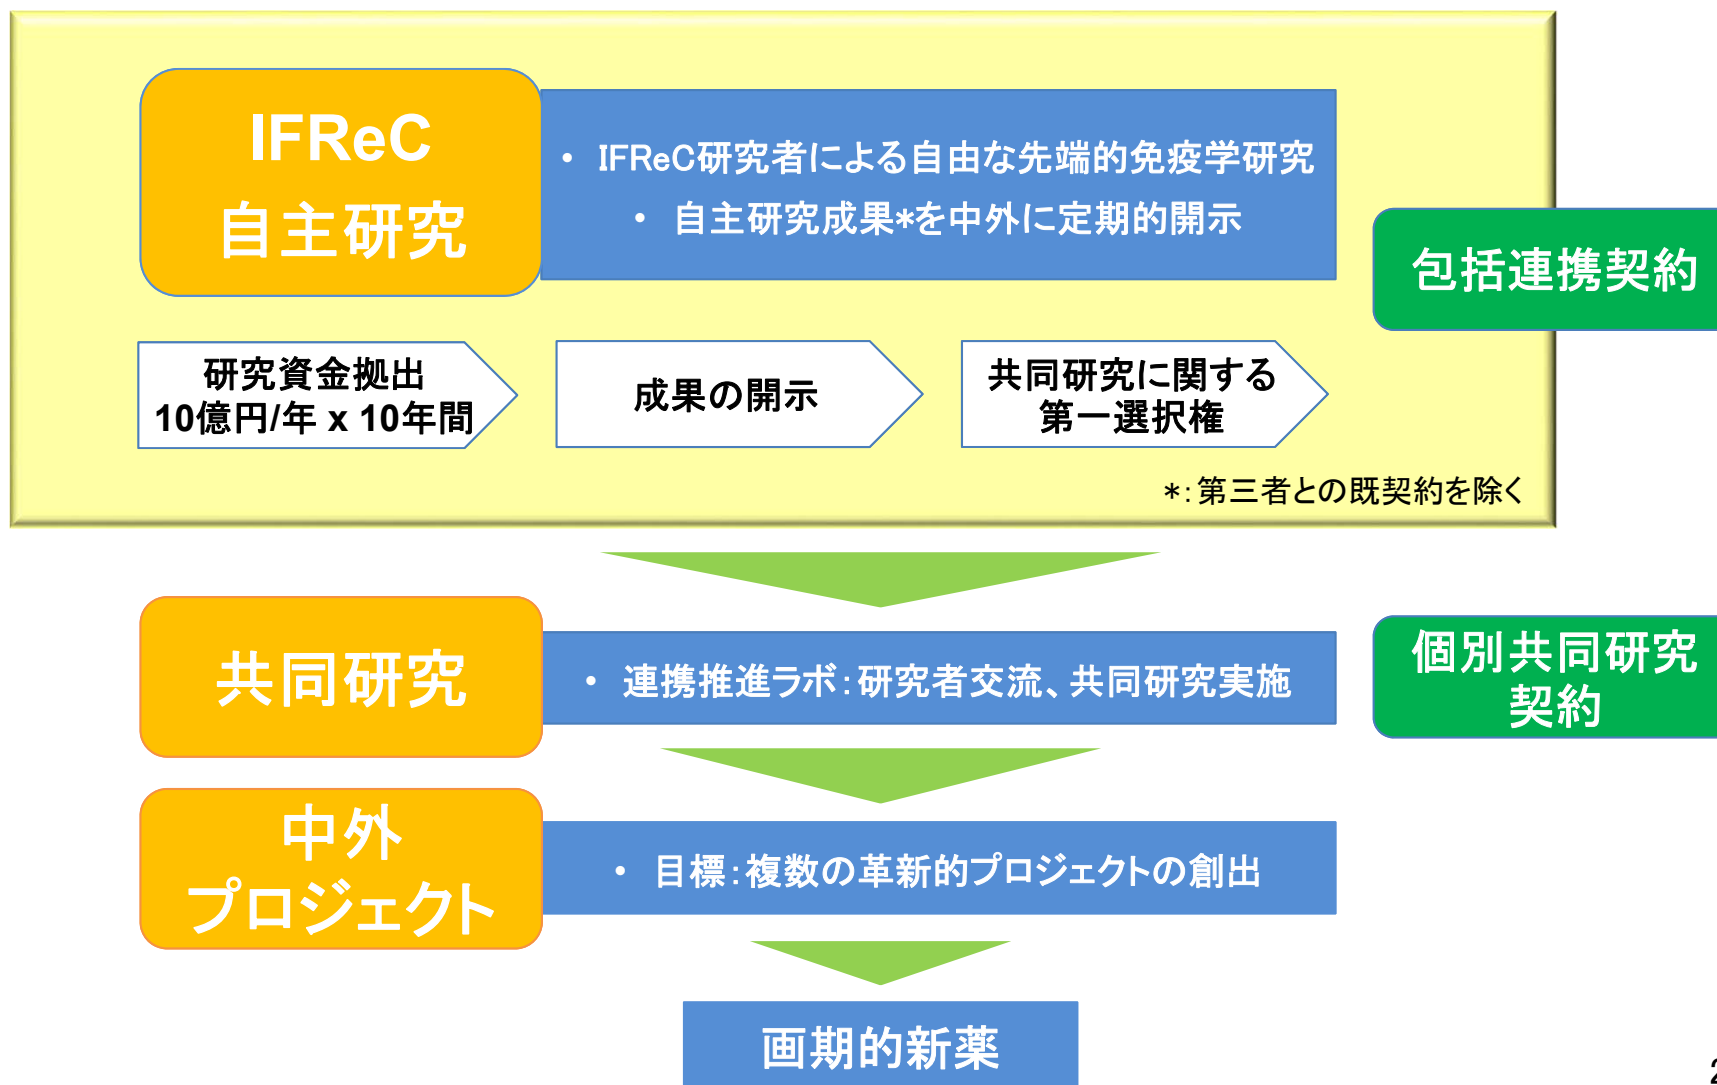 IFReC
自主研究
• IFReC研究者による自由な先端的免疫学研究
• 自主研究成果*を中外に定期的開示
包括連携契約
研究資金拠出
10億円/年 x 10年間
成果の開示
共同研究に関する
第一選択権
*：第三者との既契約を除く
共同研究
• 連携推進ラボ：研究者交流、共同研究実施
個別共同研究
契約
中外
プロジェクト
• 目標：複数の革新的プロジェクトの創出
画期的新薬
2